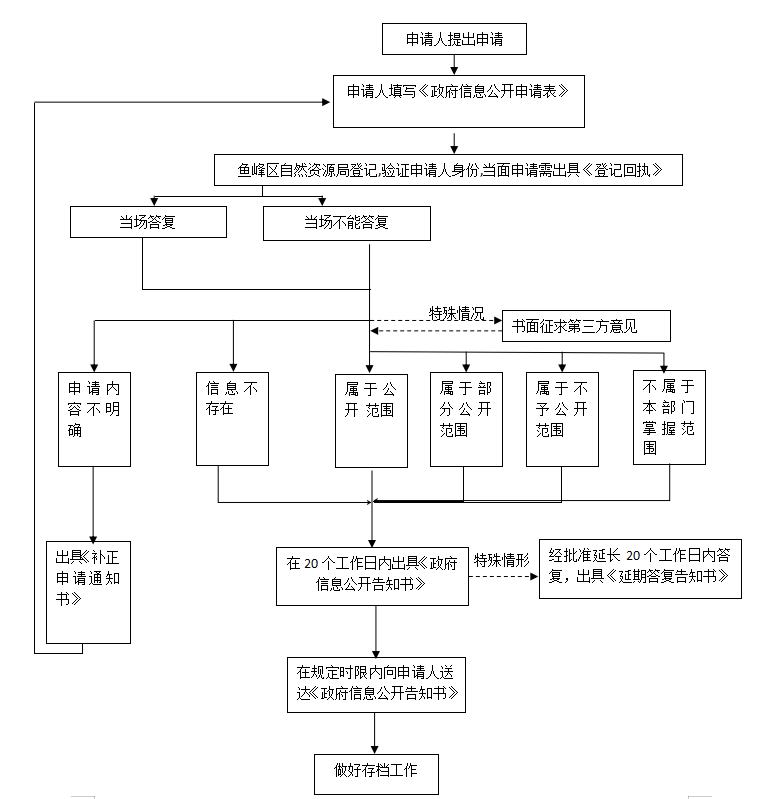 申请人提出申请
申请人填写《政府信息公开申请表》
鱼峰区自然资源局登记,验证申请人身份,当面申请需出具《登记回执》
当场答复
当场不能答复
特殊情况
书面征求第三方意见
申请内
容不明
确
信息不
存在
属于公
开 范围
属于部
分公开
范围
属于不
予公开
范围
不属于
本部门
掌握范
围
出具《补正
申请通知
书》
在 20 个工作日内出具《政府
信息公开告知书》
特殊情形
经批准延长 20 个工作日内答
复，出具《延期答复告知书》
在规定时限内向申请人送
达《政府信息公开告知书》
做好存档工作